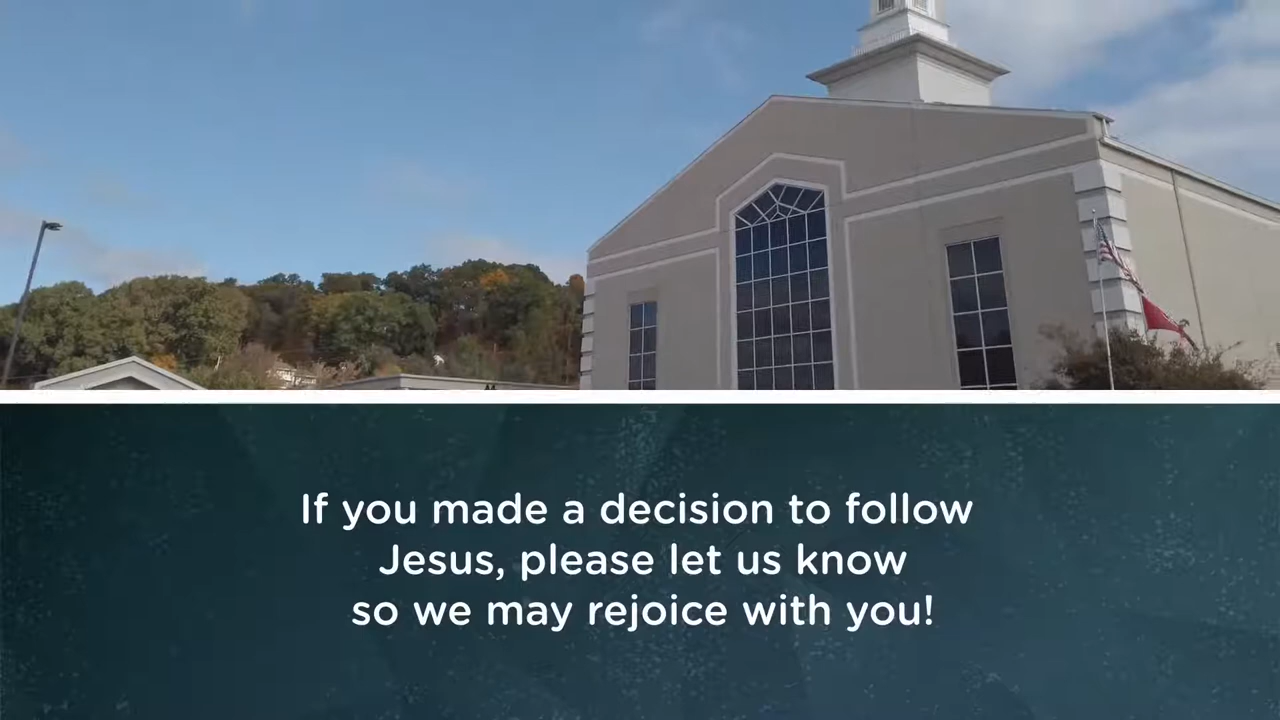 If you made a decision to follow
Jesus, please let us know
so we may rejoice with you!